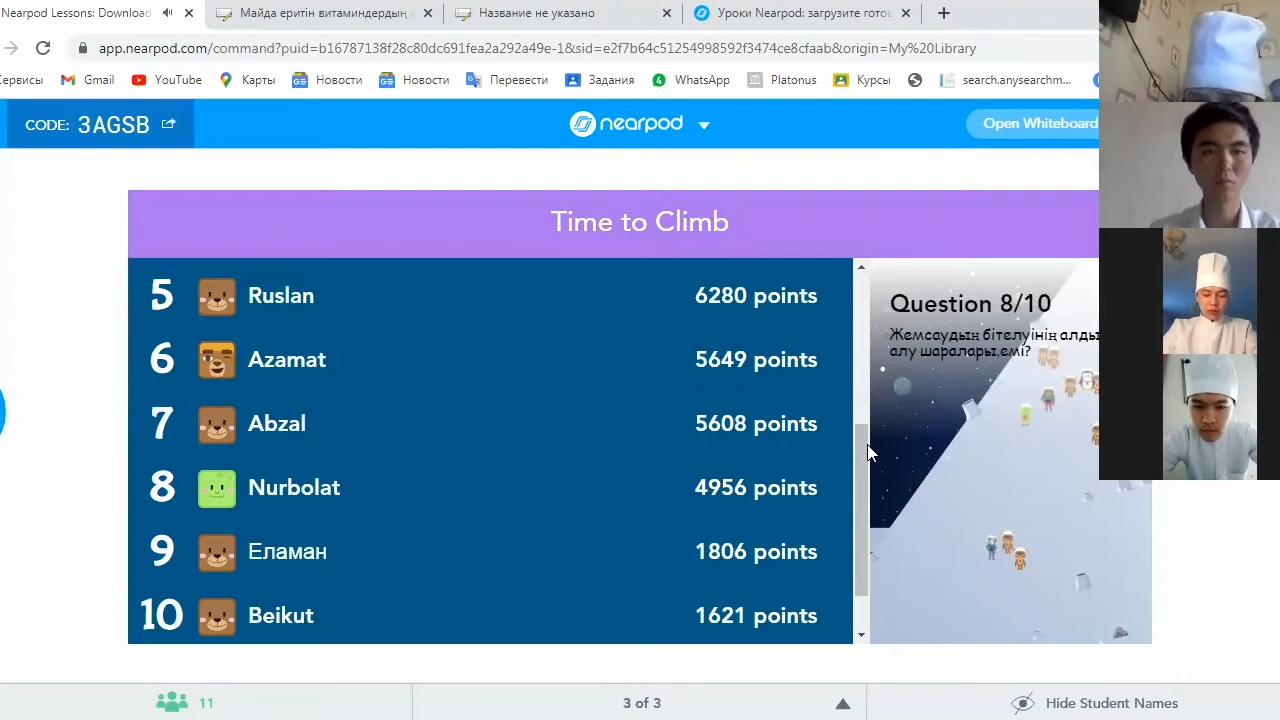 Nearpod Lessons: Download
Майда еритін витаминдердың
Название не указано
Уроки Nearpod: загрузите гото
app.nearpod.com/command?puid=b16787138f28c80dc691fee2a292a49e-1&sid=e2f7b64c51254998592fb474ce8cfaab&origin=My%20Library
Сервисы
Gmail
YouTube
Карты
Новости
Новости
Перевести
Задания
WhatsApp
Platonus
Курсы
searchanysearchm...
CODE: 3AGSB
nearpod
Open Whiteboard
Time to Climb
5 Ruslan 6280 points
6 Azamat 5649 points
7 Abzal 5608 points
8 Nurbolat 4956 points
9 Еламан 1806 points
10 Beikut 1621 points
Question 8/10
Жемсаудың бітелуінің алды
алу шаралары,емі?
11
3 of 3
Hide Student Names